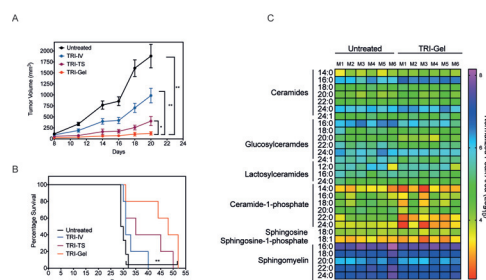 A
Untreated
TRI-IV
TRI-TS
TRI-Gel
Tumor Volume (mm³)
2000
1750
1500
1250
1000
750
500
250
0
**
**
*
8 10 12 14 16 18 20 22 24
Days
B
Percentage Survival
100
80
60
40
20
0
Untreated
TRI-IV
TRI-TS
TRI-Gel
**
0 5 10 15 20 25 30 35 40 45 50 55
C
Untreated TRI-Gel
M1 M2 M3 M4 M5 M6 M1 M2 M3 M4 M5 M6
Ceramides
14:0
16:0
18:0
20:0
22:0
24:0
24:1
Glucosylceramides
16:0
18:0
20:0
22:0
24:0
24:1
Lactosylceramides
12:0
16:0
24:0
Ceramide-1-phosphate
14:0
16:0
18:0
20:0
22:0
24:0
Sphingosine
18:1
Sphingosine-1-phosphate
18:1
Sphingomyelin
16:0
18:0
20:0
22:0
24:0
8
6
4